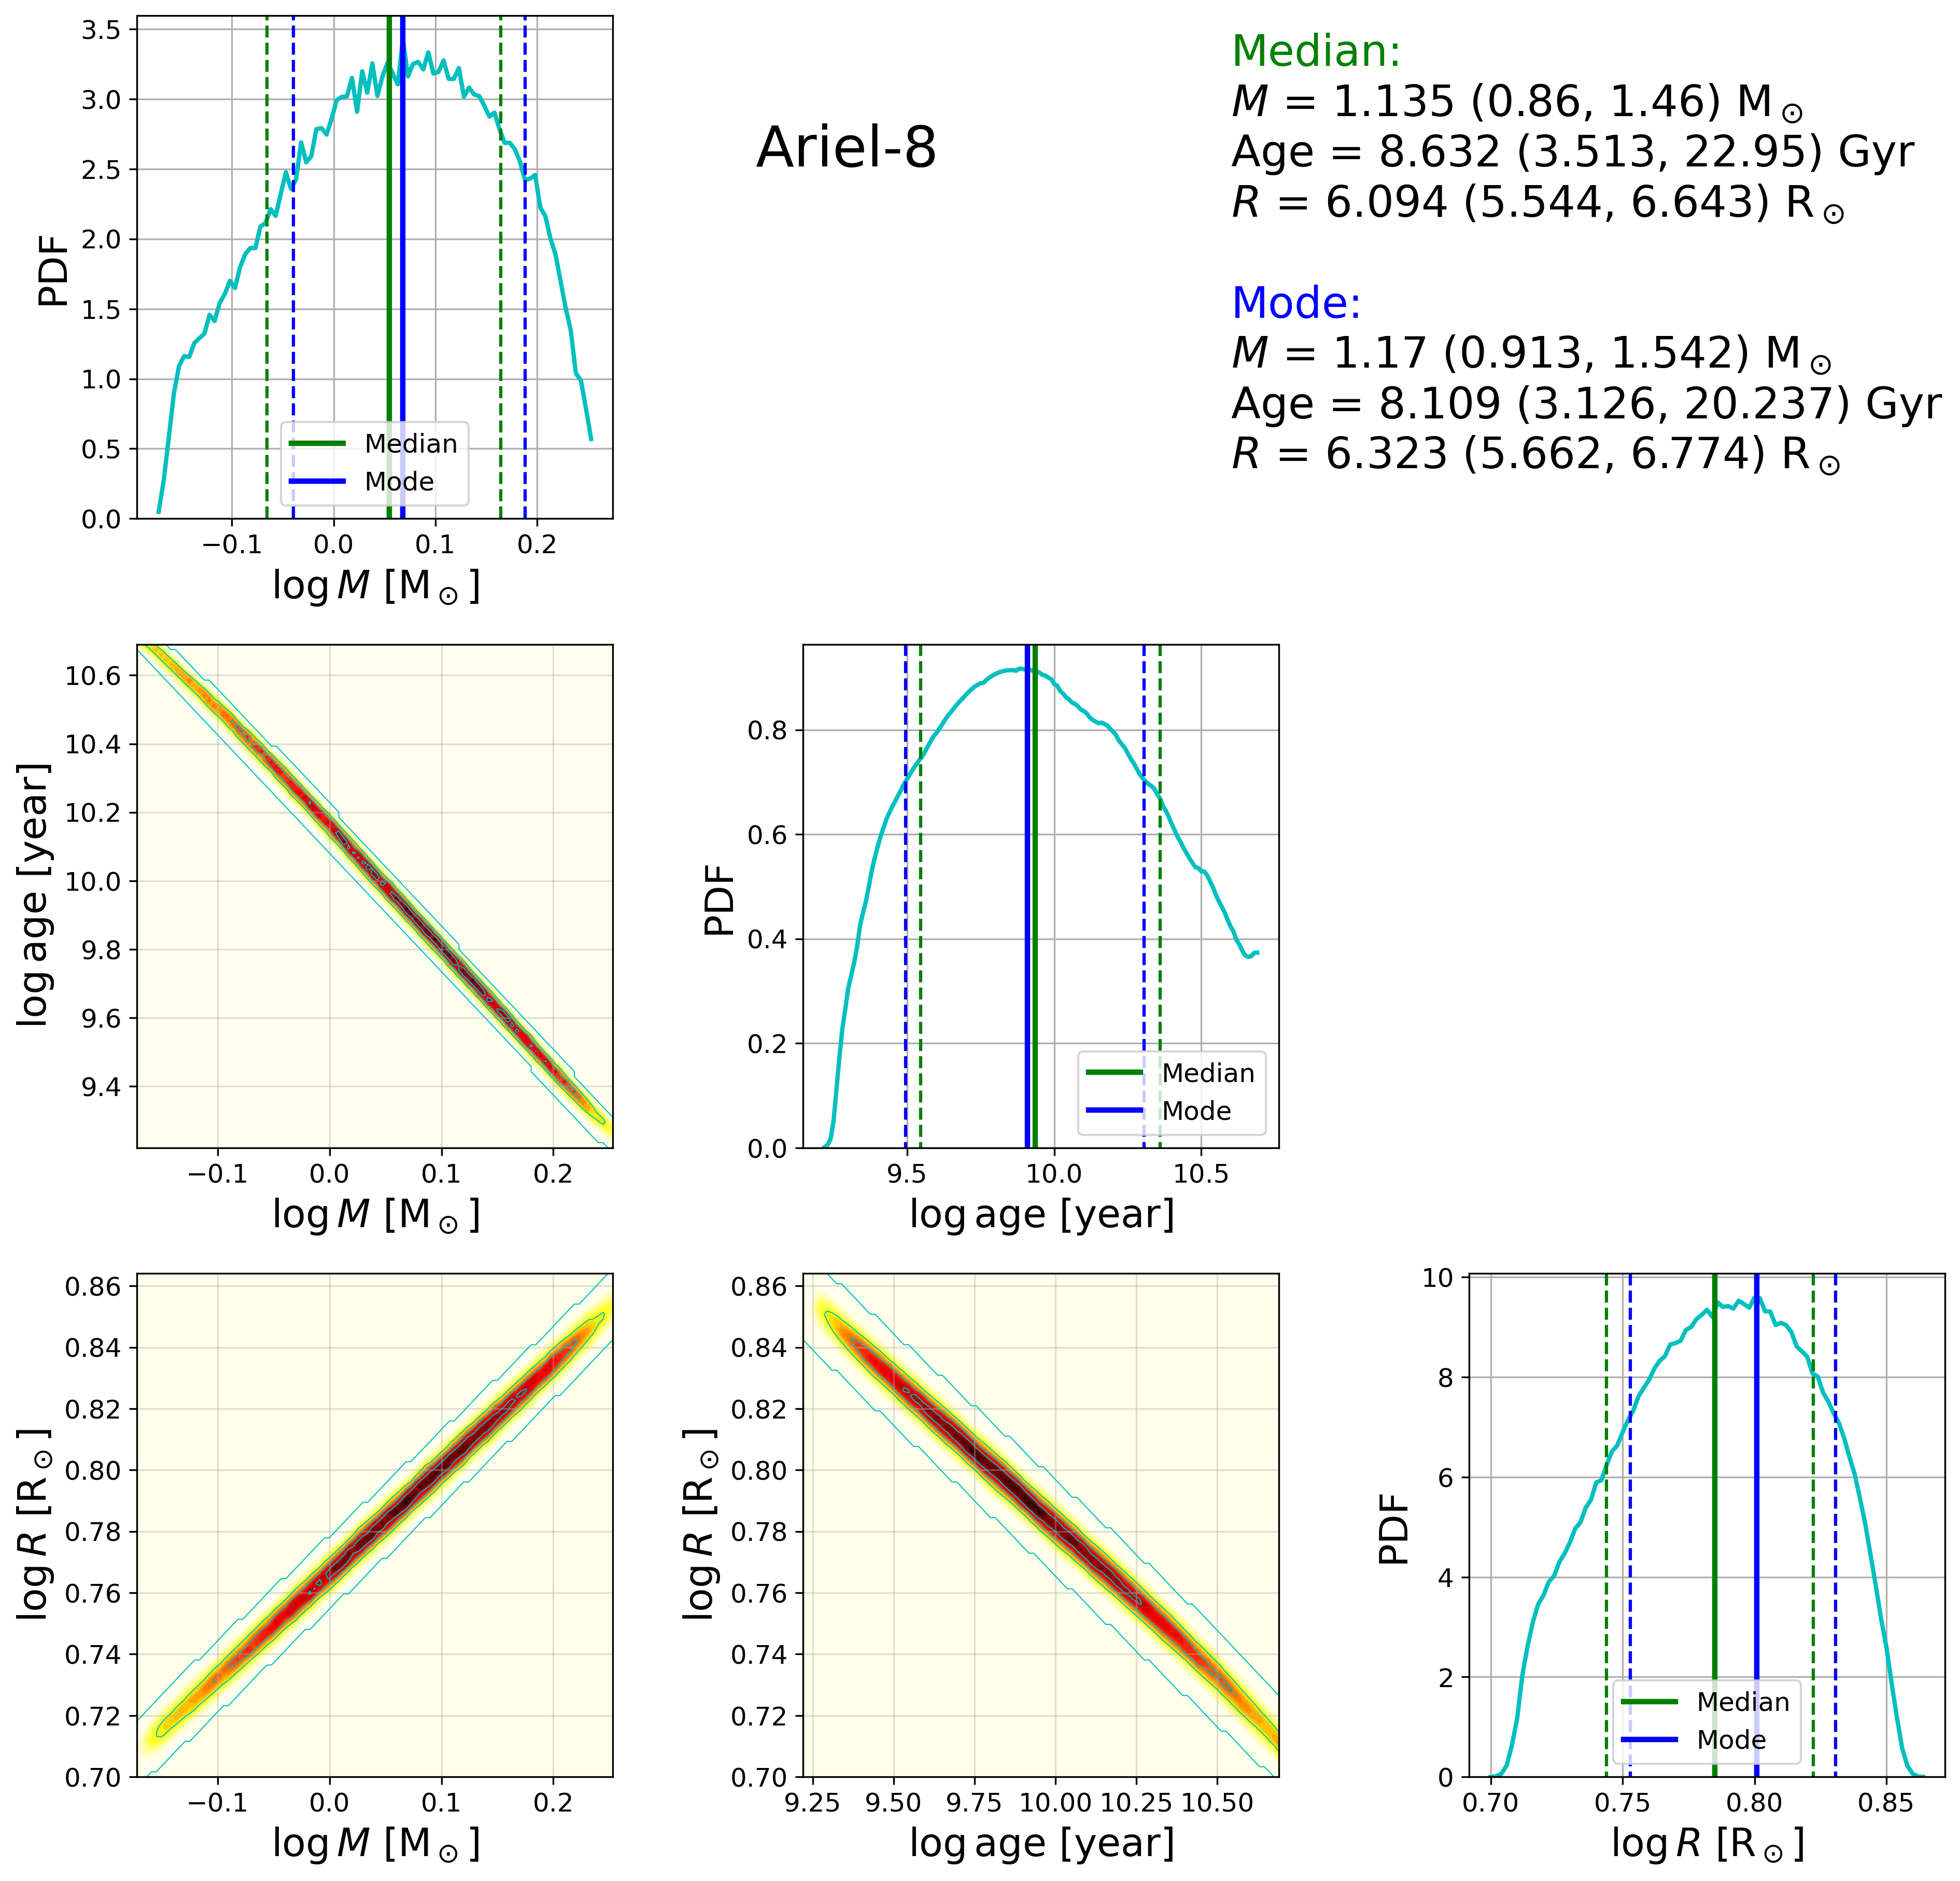 3.5
3.0
2.5
2.0
1.5
1.0
0.5
0.0
PDF
Median
Mode
−0.1 0.0 0.1 0.2
log M [M⊙]
Ariel-8
Median:
M = 1.135 (0.86, 1.46) M⊙
Age = 8.632 (3.513, 22.95) Gyr
R = 6.094 (5.544, 6.643) R⊙
Mode:
M = 1.17 (0.913, 1.542) M⊙
Age = 8.109 (3.126, 20.237) Gyr
R = 6.323 (5.662, 6.774) R⊙
10.6
10.4
10.2
10.0
9.8
9.6
9.4
log age [year]
−0.1 0.0 0.1 0.2
log M [M⊙]
0.8
0.6
0.4
0.2
0.0
PDF
Median
Mode
9.5 10.0 10.5
log age [year]
0.86
0.84
0.82
0.80
0.78
0.76
0.74
0.72
0.70
log R [R⊙]
−0.1 0.0 0.1 0.2
log M [M⊙]
0.86
0.84
0.82
0.80
0.78
0.76
0.74
0.72
0.70
log R [R⊙]
9.25 9.50 9.75 10.00 10.25 10.50
log age [year]
10
8
6
4
2
0
PDF
Median
Mode
0.70 0.75 0.80 0.85
log R [R⊙]